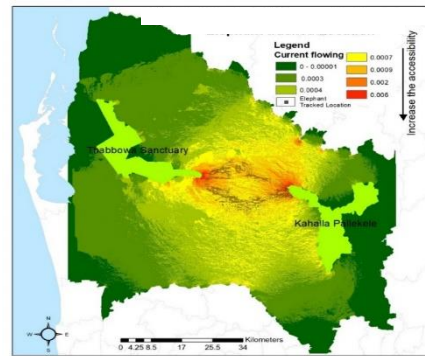 Legend
Current flowing
0 - 0.00001
0.0003
0.0004
Elephant
Tracked Location
0.0007
0.0009
0.002
0.006
Increase the accessibility
Thabbowa Sanctuary
Kahalla Pallekele
N
W E
S
Kilometers
0 4.25 8.5 17 25.5 34